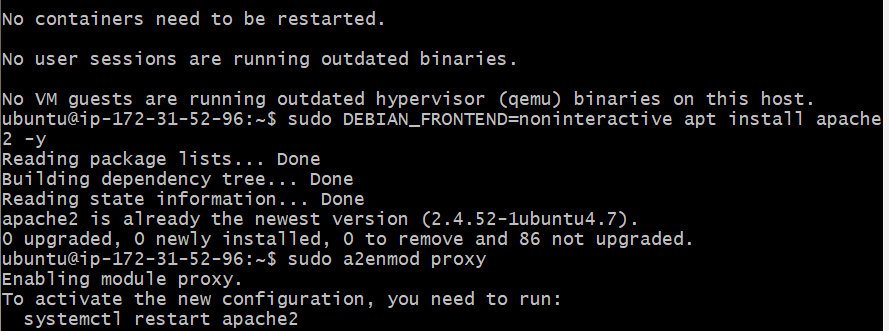 No containers need to be restarted.
No user sessions are running outdated binaries.
No VM guests are running outdated hypervisor (qemu) binaries on this host.
ubuntu@ip-172-31-52-96:~$ sudo DEBIAN_FRONTEND=noninteractive apt install apache
2 -y
Reading package lists... Done
Building dependency tree... Done
Reading state information... Done
apache2 is already the newest version (2.4.52-1ubuntu4.7).
0 upgraded, 0 newly installed, 0 to remove and 86 not upgraded.
ubuntu@ip-172-31-52-96:~$ sudo a2enmod proxy
Enabling module proxy.
To activate the new configuration, you need to run:
  systemctl restart apache2